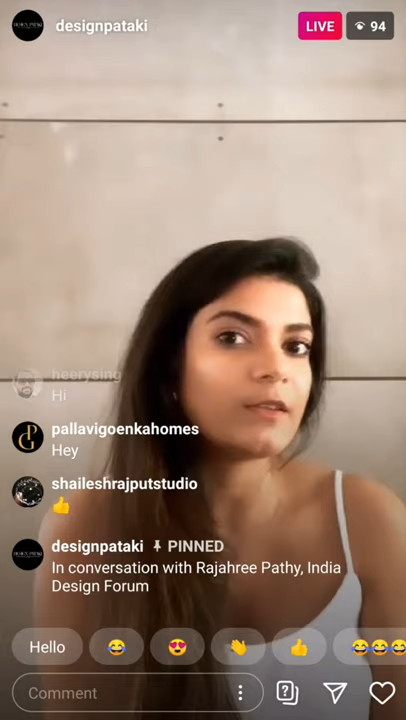 designpataki
LIVE
94
heerysing
Hi
pallavigoenkahomes
Hey
shaileshrajputstudio
designpataki PINNED
In conversation with Rajahree Pathy, India
Design Forum
Hello
Comment